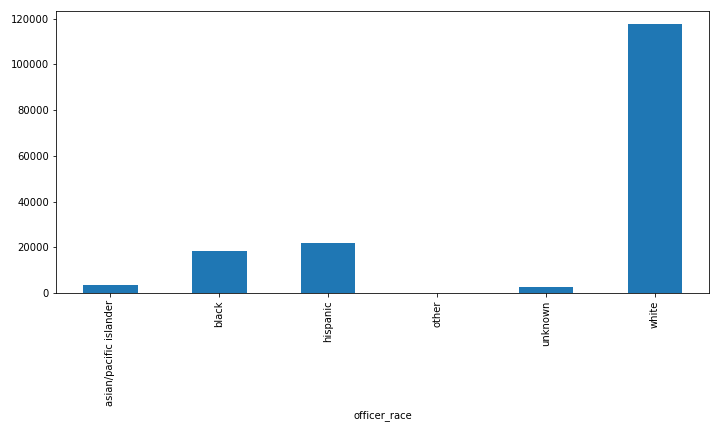 120000
100000
80000
60000
40000
20000
0
asian/pacific islander
black
hispanic
other
unknown
white
officer_race